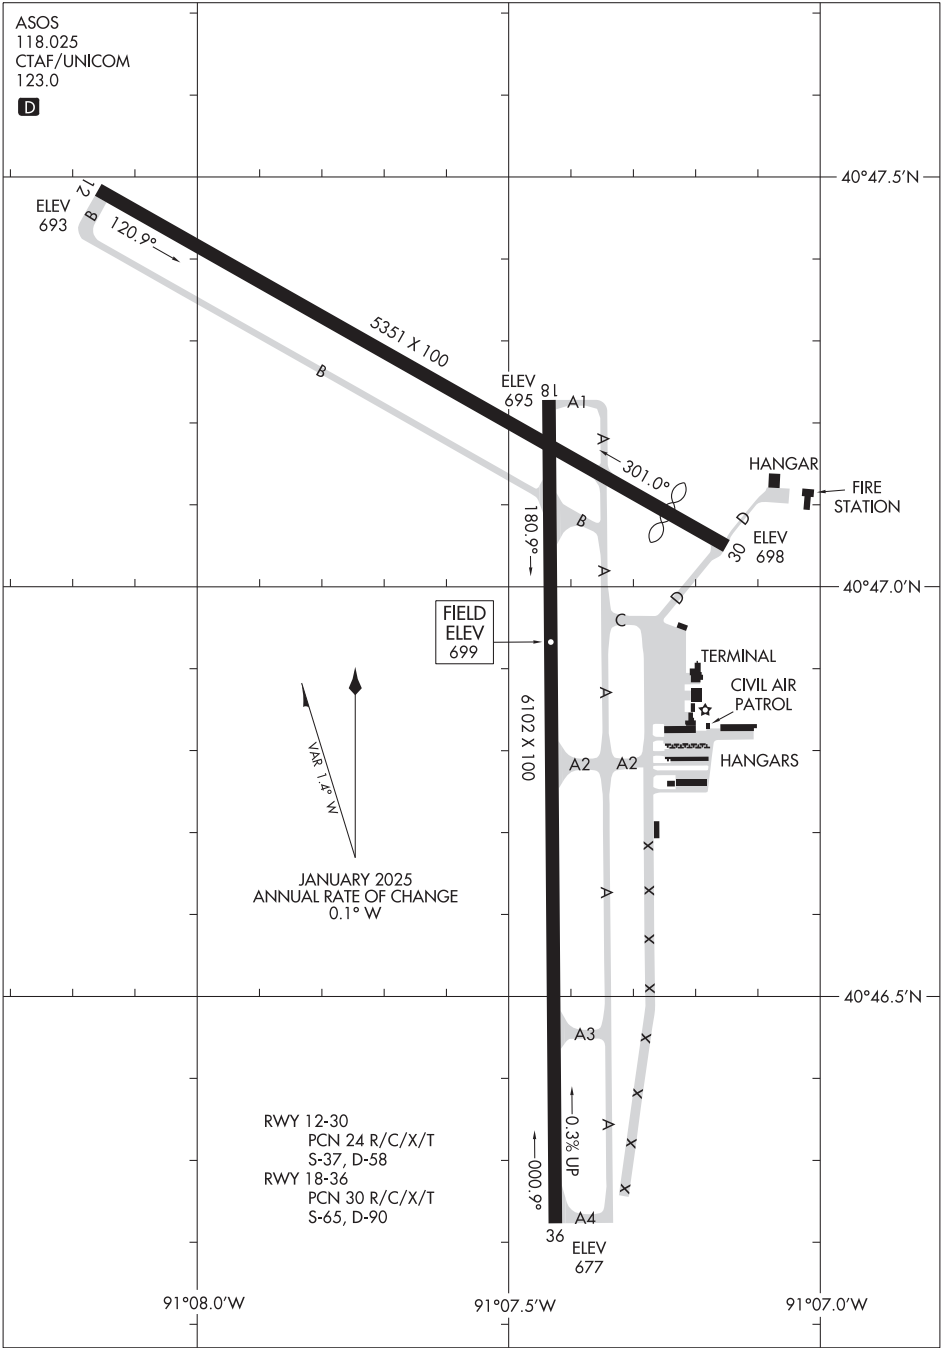 ASOS
118.025
CTAF/UNICOM
123.0
D
40°47.5'N
12
ELEV
693
B
120.9°
5351 X 100
B
ELEV
695
18
A1
A
301.0°
HANGAR
FIRE
STATION
D
B
180.9°
30
ELEV
698
A
40°47.0'N
D
C
FIELD
ELEV
699
TERMINAL
CIVIL AIR
PATROL
A
6102 X 100
A2
A2
HANGARS
VAR 1.4° W
X
JANUARY 2025
ANNUAL RATE OF CHANGE
0.1° W
A
X
X
X
40°46.5'N
A3
X
X
RWY 12-30
PCN 24 R/C/X/T
S-37, D-58
RWY 18-36
PCN 30 R/C/X/T
S-65, D-90
0.3% UP
A
X
000.9°
X
A4
36
ELEV
677
91°08.0'W
91°07.5'W
91°07.0'W